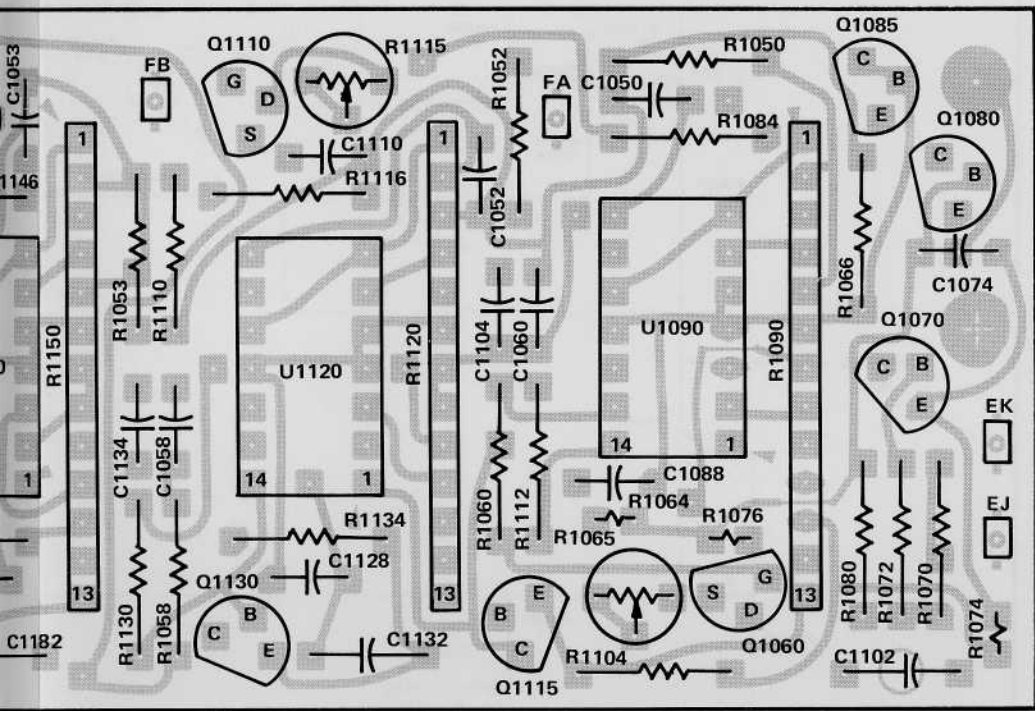 C1053
FB
Q1110
G
D
S
R1115
R1052
FA
C1050
R1050
Q1085
C
B
E
1
1
C1110
R1084
1
Q1080
C
B
E
1146
R1116
C1052
R1053
R1110
R1066
C1074
R1150
U1120
R1120
C1104
C1060
U1090
R1090
Q1070
C
B
E
0
EK
C1134
C1058
14
1
14
1
1
C1088
R1064
EJ
R1060
R1112
R1134
R1065
R1076
C1128
Q1130
B
C
E
E
B
C
S
G
D
13
13
13
R1080
R1072
R1070
R1074
R1130
R1058
C1182
C1132
R1104
Q1060
C1102
Q1115